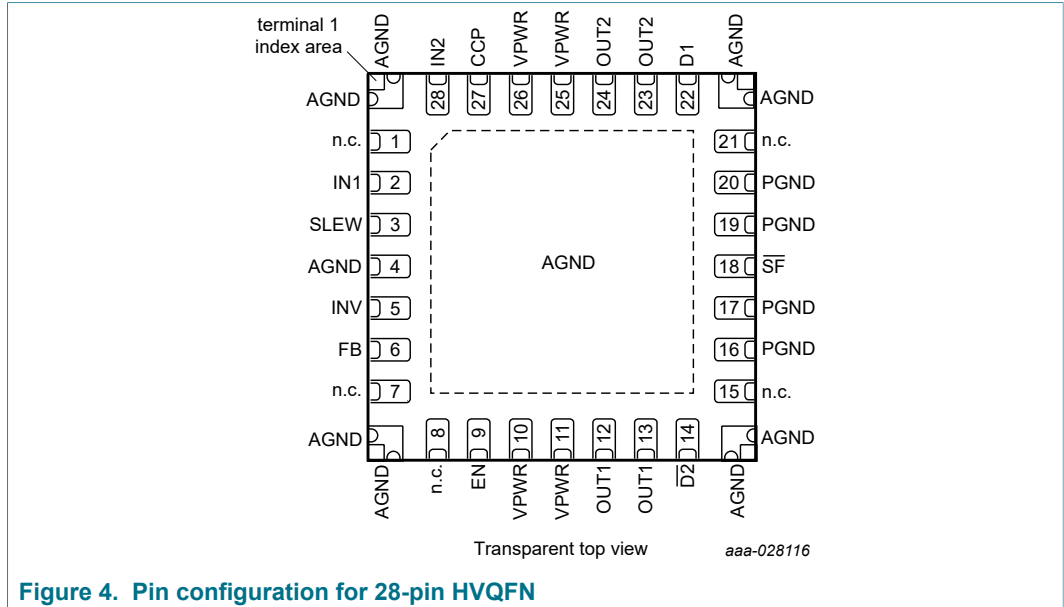 terminal 1
index area
AGND
IN2
CCP
VPWR
VPWR
OUT2
OUT2
D1
AGND
AGND
28
27
26
25
24
23
22
AGND
n.c. 1
21 n.c.
IN1 2
20 PGND
SLEW 3
19 PGND
AGND 4
AGND
18 S̅F̅
INV 5
17 PGND
FB 6
16 PGND
n.c. 7
15 n.c.
AGND
8
9
10
11
12
13
14
AGND
AGND
n.c.
EN
VPWR
VPWR
OUT1
OUT1
D̅2̅
AGND
Transparent top view
aaa-028116
Figure 4. Pin configuration for 28-pin HVQFN